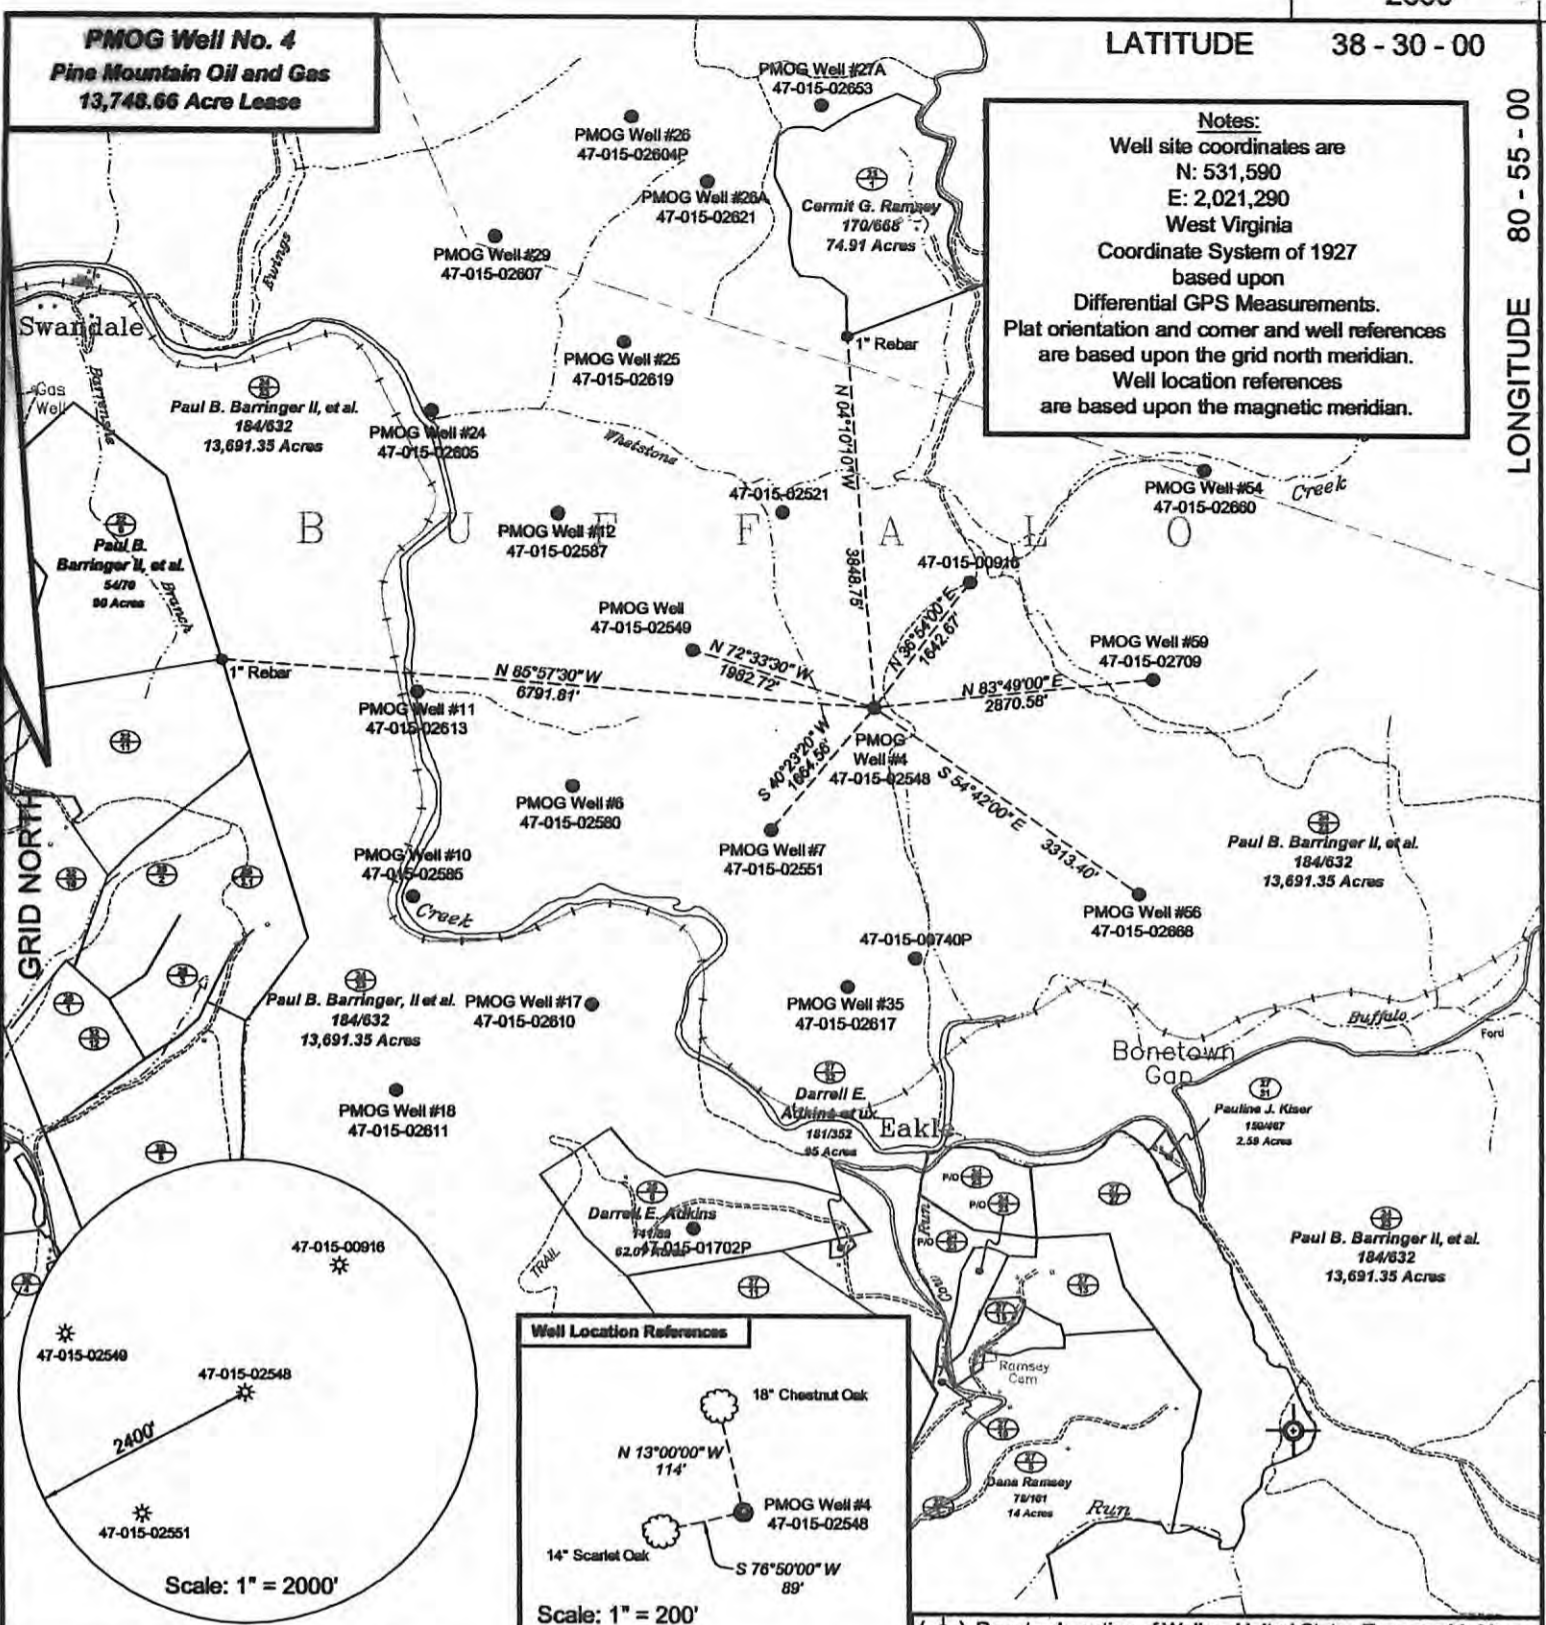 PMOG Well No. 4
Pine Mountain Oil and Gas
13,748.66 Acre Lease
LATITUDE 38 - 30 - 00
LONGITUDE 80 - 55 - 00
Notes:
Well site coordinates are
N: 531,590
E: 2,021,290
West Virginia
Coordinate System of 1927
based upon
Differential GPS Measurements.
Plat orientation and corner and well references
are based upon the grid north meridian.
Well location references
are based upon the magnetic meridian.
PMOG Well #27A
47-015-02653
PMOG Well #26
47-015-02604P
PMOG Well #26A
47-015-02621
Cermit G. Ramsey
170/668
74.91 Acres
PMOG Well #29
47-015-02607
Ewings
Swandale
PMOG Well #25
47-015-02619
1" Rebar
Gas
Well
Paul B. Barringer II, et al.
184/632
13,691.35 Acres
PMOG Well #24
47-015-02605
Whetstone
N 04°10'10" W
3848.75'
PMOG Well #54
47-015-02660
Creek
47-015-02521
B U F F A L O
PMOG Well #12
47-015-02587
47-015-00916
Paul B.
Barringer II, et al.
54/70
90 Acres
Branch
PMOG Well
47-015-02549
N 72°33'30" W
1982.72'
N 36°54'00" E
1642.67'
PMOG Well #59
47-015-02709
1" Rebar
N 85°57'30" W
6791.81'
N 83°49'00" E
2870.58'
PMOG Well #11
47-015-02613
PMOG
Well #4
47-015-02548
S 40°23'20" W
1664.56'
S 54°42'00" E
3313.40'
PMOG Well #6
47-015-02580
GRID NORTH
PMOG Well #7
47-015-02551
Paul B. Barringer II, et al.
184/632
13,691.35 Acres
PMOG Well #10
47-015-02585
Creek
PMOG Well #56
47-015-02668
47-015-00740P
Paul B. Barringer, II et al.
184/632
13,691.35 Acres
PMOG Well #17
47-015-02610
PMOG Well #35
47-015-02617
Buffalo
Ford
Bonetown
Gap
PMOG Well #18
47-015-02611
Darrell E.
Adkins et ux
181/352
95 Acres
Eakle
Pauline J. Kiser
2.59 Acres
Darrell E. Adkins
47-015-01702P
TRAIL
P/O
P/O
P/O
Run
Cow
Paul B. Barringer II, et al.
184/632
13,691.35 Acres
Ramsey
Cem
Dana Ramsey
78/161
14 Acres
Run
47-015-00916
47-015-02549
47-015-02548
2400'
47-015-02551
Scale: 1" = 2000'
Well Location References
18" Chestnut Oak
N 13°00'00" W
114'
PMOG Well #4
47-015-02548
14" Scarlet Oak
S 76°50'00" W
89'
Scale: 1" = 200'